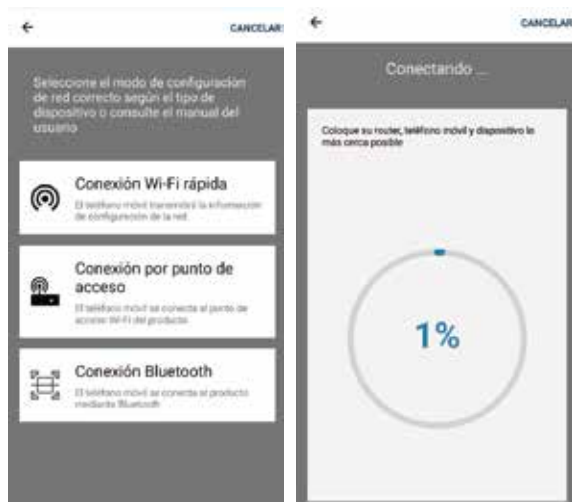 CANCELAR
Seleccione el modo de configuración
de red correcto según el tipo de
dispositivo o consulte el manual del
usuario
Conexión Wi-Fi rápida
El teléfono móvil transmitirá la información
de configuración de la red
Conexión por punto de
acceso
El teléfono móvil se conecta al punto de
acceso Wi-Fi del producto
Conexión Bluetooth
El teléfono móvil se conecta al producto
mediante Bluetooth
CANCELAR
Conectando ...
Coloque su router, teléfono móvil y dispositivo lo
más cerca posible
1%